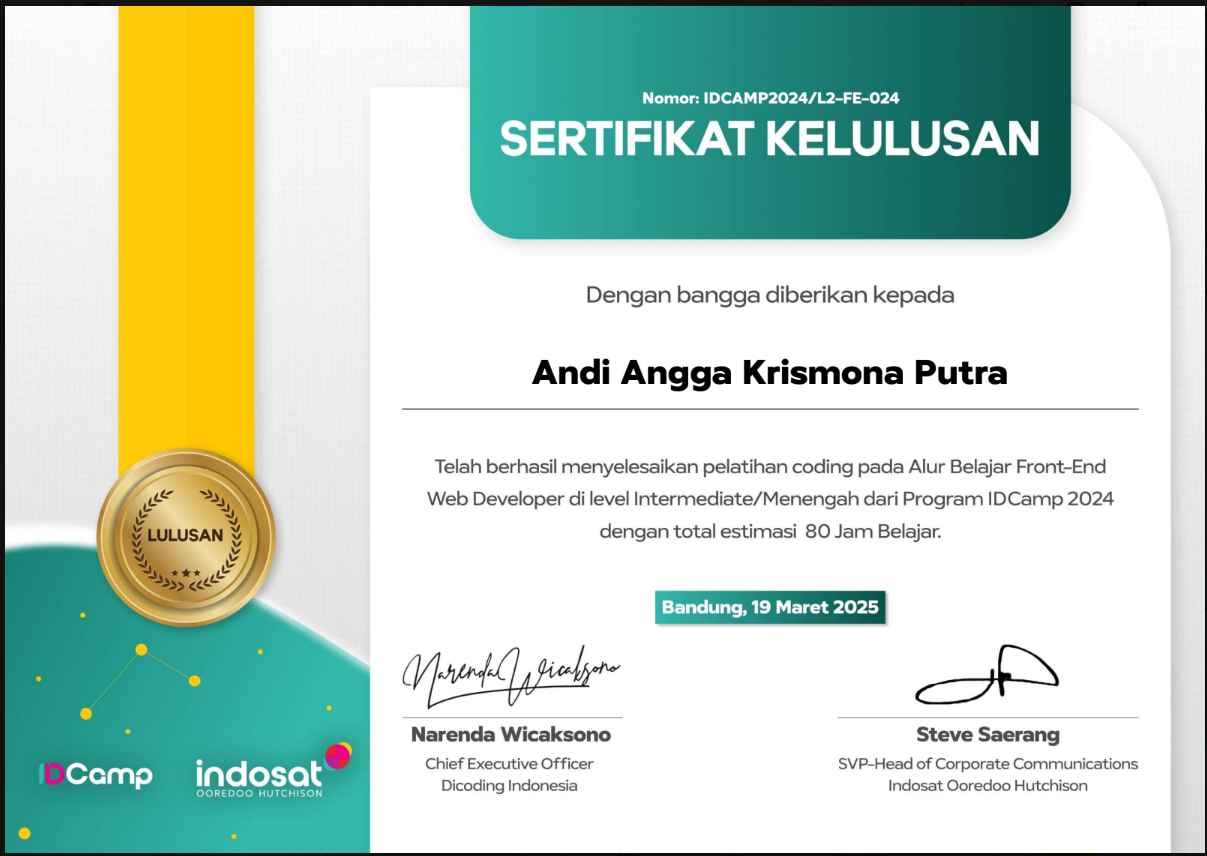 Nomor: IDCAMP2024/L2-FE-024
SERTIFIKAT KELULUSAN
Dengan bangga diberikan kepada
Andi Angga Krismona Putra
Telah berhasil menyelesaikan pelatihan coding pada Alur Belajar Front-End
Web Developer di level Intermediate/Menengah dari Program IDCamp 2024
dengan total estimasi 80 Jam Belajar.
LULUSAN
Bandung, 19 Maret 2025
Narenda Wicaksono
Narenda Wicaksono
Chief Executive Officer
Dicoding Indonesia
Steve Saerang
SVP-Head of Corporate Communications
Indosat Ooredoo Hutchison
IDCamp
indosat
OOREDOO HUTCHISON